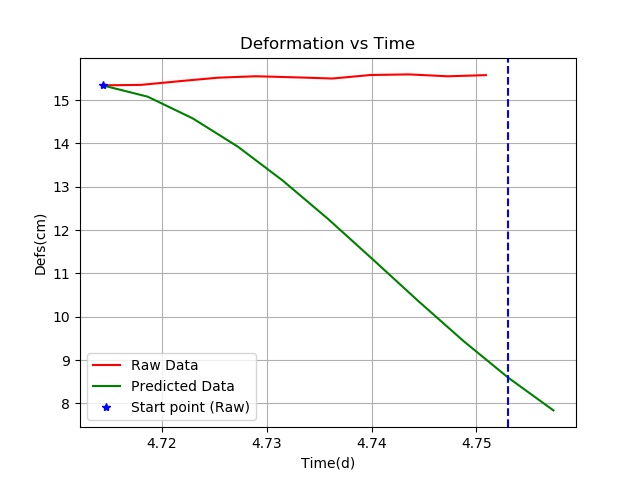 Deformation vs Time
Defs(cm)
15
14
13
12
11
10
9
8
Raw Data
Predicted Data
Start point (Raw)
4.72 4.73 4.74 4.75
Time(d)